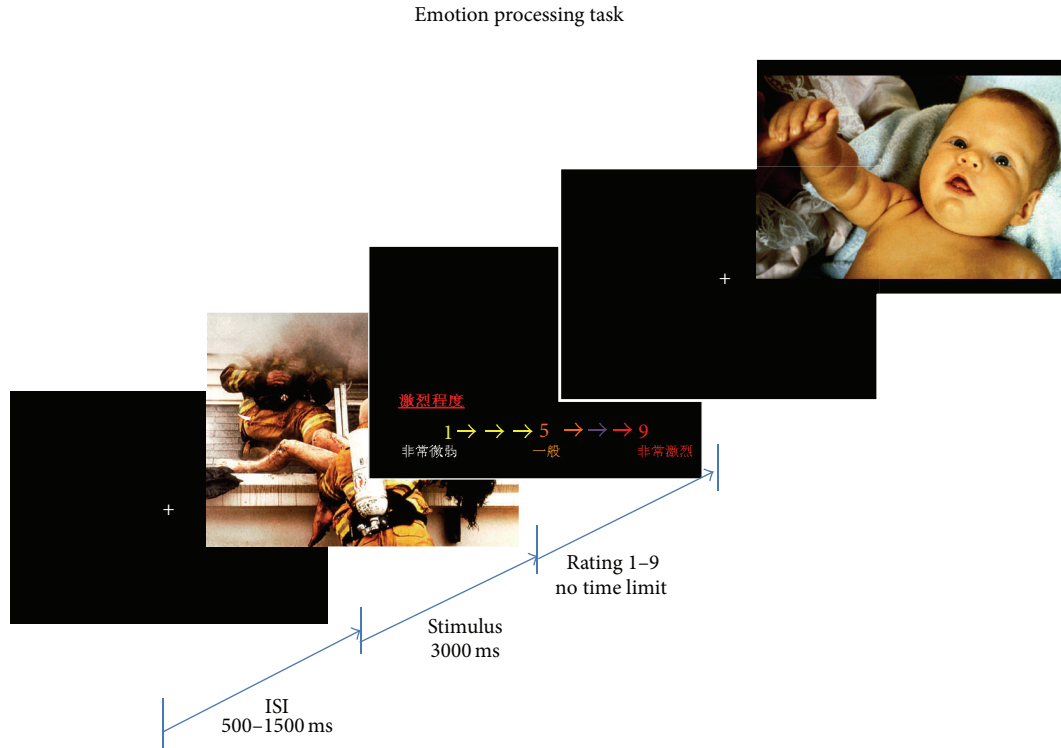 Emotion processing task
+
+
激烈程度
1→→→5→→→9
非常微弱 一般 非常激烈
Rating 1–9
no time limit
Stimulus
3000 ms
ISI
500–1500 ms